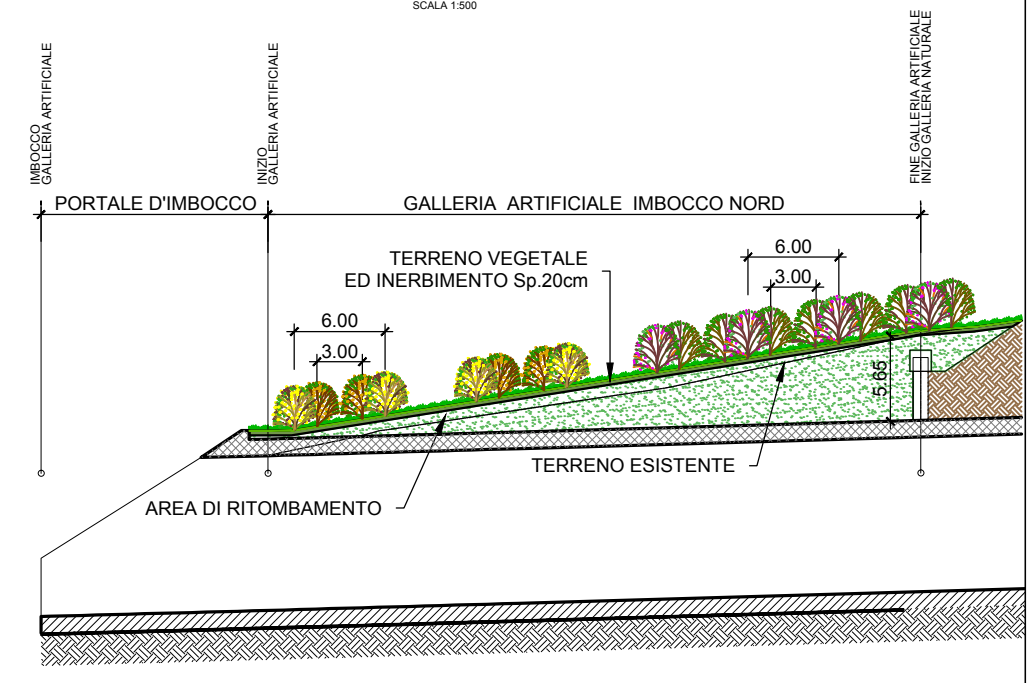 SCALA 1:500
IMBOCCO
GALLERIA ARTIFICIALE
INIZIO
GALLERIA ARTIFICIALE
FINE GALLERIA ARTIFICIALE
INIZIO GALLERIA NATURALE
PORTALE D'IMBOCCO
GALLERIA ARTIFICIALE IMBOCCO NORD
TERRENO VEGETALE
ED INERBIMENTO Sp.20cm
6.00
3.00
6.00
3.00
5.65
TERRENO ESISTENTE
AREA DI RITOMBAMENTO